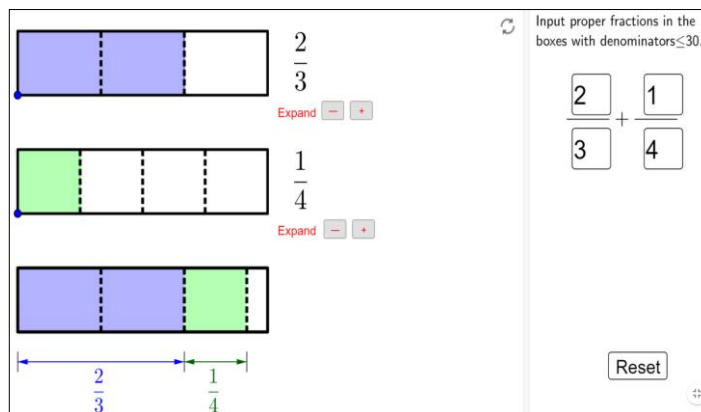 2
3
Expand — +
1
4
Expand — +
2
3
1
4
Input proper fractions in the
boxes with denominators≤30.
2 + 1
3 4
Reset